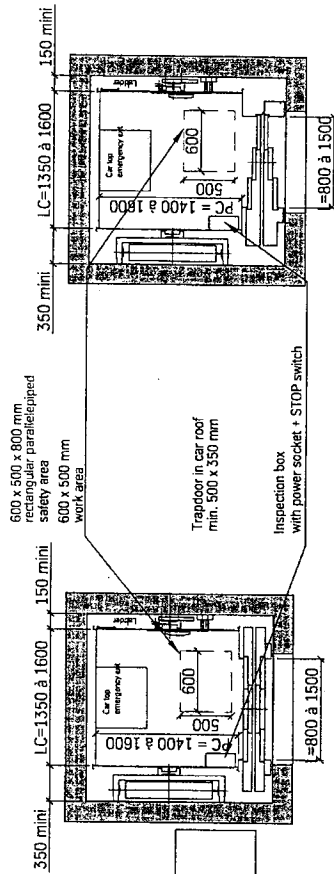 350 mini
LC=1350 à 1600
150 mini
Ladder
Car top
emergency exit
600
500
PC = 1400 à 1600
=800 à 1500
600 x 500 x 800 mm
rectangular parallelepiped
safety area
600 x 500 mm
work area
Trapdoor in car roof
min. 500 x 350 mm
Inspection box
with power socket + STOP switch
350 mini
LC=1350 à 1600
150 mini
Ladder
Car top
emergency exit
600
500
PC = 1400 à 1600
=800 à 1500